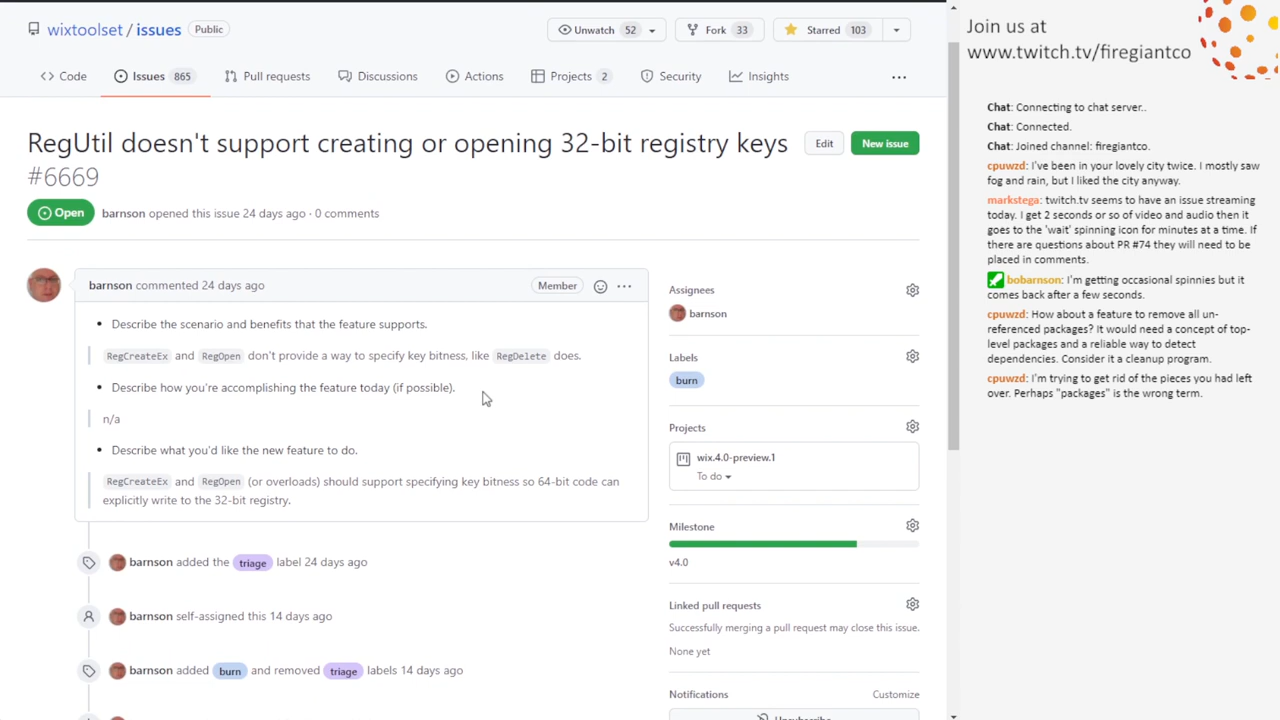 wixtoolset / issues Public
Unwatch 52 Fork 33 Starred 103
Code Issues 865 Pull requests Discussions Actions Projects 2 Security Insights
RegUtil doesn't support creating or opening 32-bit registry keys
#6669
Edit New issue
Open barnson opened this issue 24 days ago · 0 comments
barnson commented 24 days ago Member
Describe the scenario and benefits that the feature supports.
RegCreateEx and RegOpen don't provide a way to specify key bitness, like RegDelete does.
Describe how you're accomplishing the feature today (if possible).
n/a
Describe what you'd like the new feature to do.
RegCreateEx and RegOpen (or overloads) should support specifying key bitness so 64-bit code can
explicitly write to the 32-bit registry.
barnson added the triage label 24 days ago
barnson self-assigned this 14 days ago
barnson added burn and removed triage labels 14 days ago
Assignees
barnson
Labels
burn
Projects
wix.4.0-preview.1
To do
Milestone
v4.0
Linked pull requests
Successfully merging a pull request may close this issue.
None yet
Notifications Customize
Unsubscribe
Join us at
www.twitch.tv/firegiantco
Chat: Connecting to chat server..
Chat: Connected.
Chat: Joined channel: firegiantco.
cpuwzd: I've been in your lovely city twice. I mostly saw
fog and rain, but I liked the city anyway.
markstega: twitch.tv seems to have an issue streaming
today. I get 2 seconds or so of video and audio then it
goes to the 'wait' spinning icon for minutes at a time. If
there are questions about PR #74 they will need to be
placed in comments.
bobarnson: I'm getting occasional spinnies but it
comes back after a few seconds.
cpuwzd: How about a feature to remove all un-
referenced packages? It would need a concept of top-
level packages and a reliable way to detect
dependencies. Consider it a cleanup program.
cpuwzd: I'm trying to get rid of the pieces you had left
over. Perhaps "packages" is the wrong term.